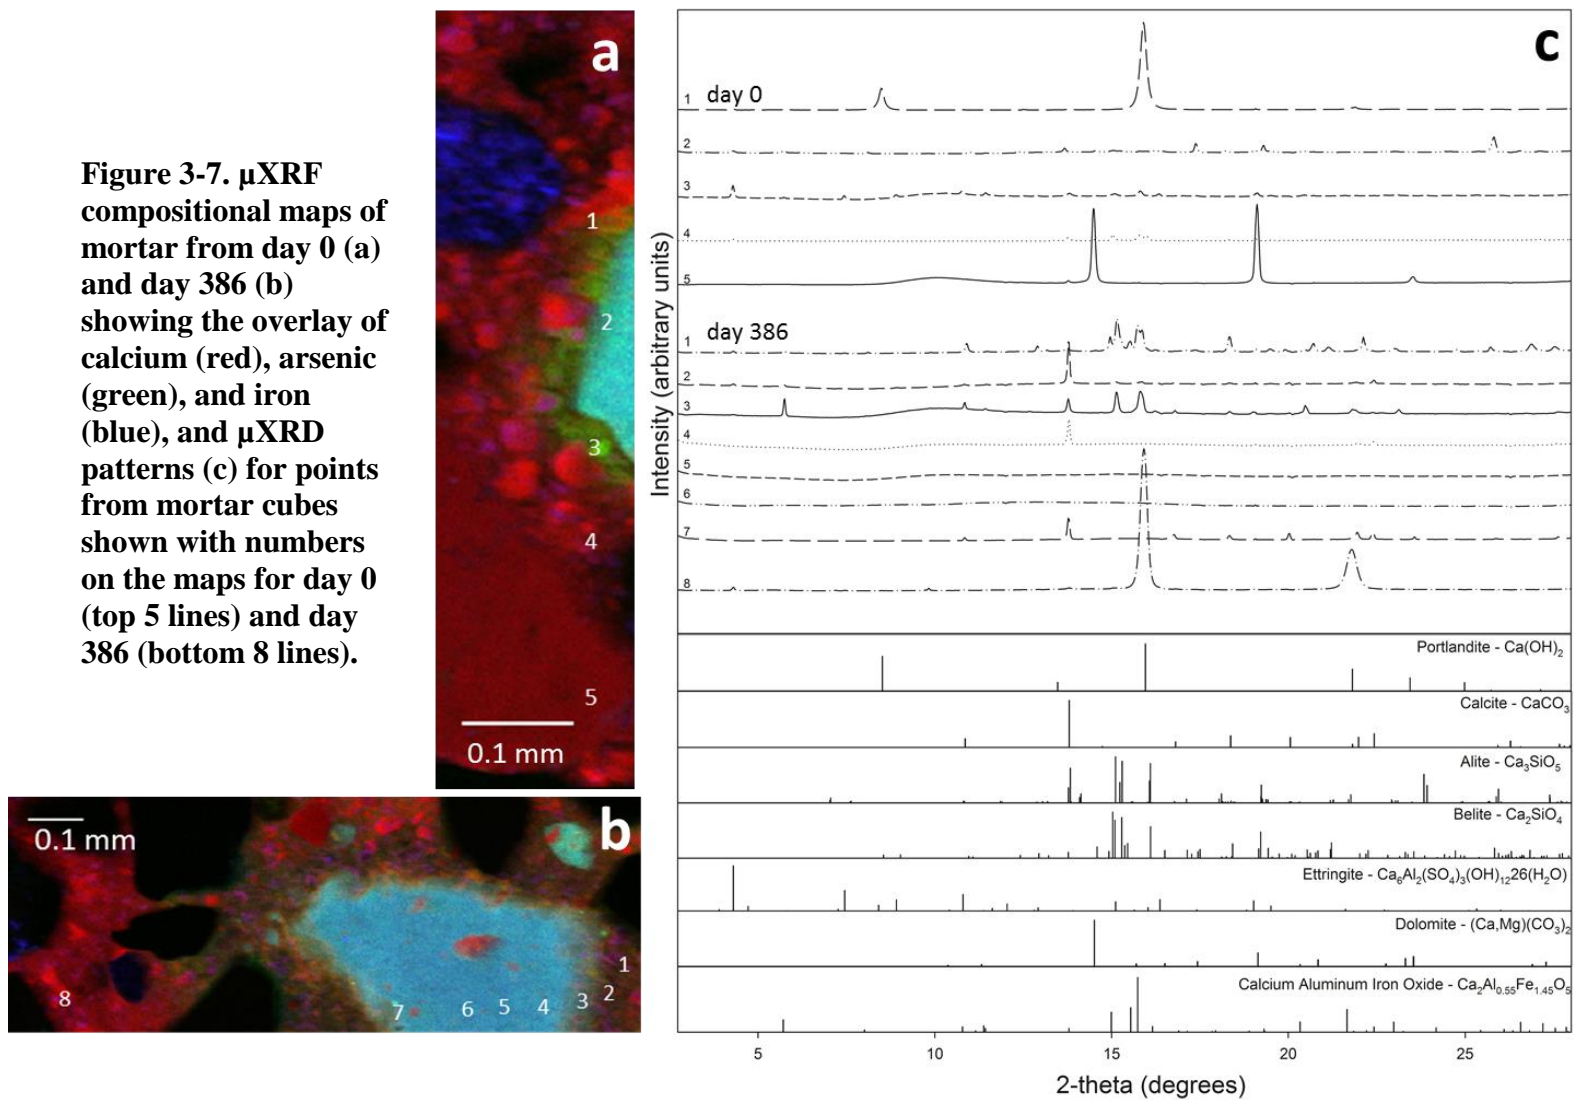 Figure 3-7. µXRF
compositional maps of
mortar from day 0 (a)
and day 386 (b)
showing the overlay of
calcium (red), arsenic
(green), and iron
(blue), and µXRD
patterns (c) for points
from mortar cubes
shown with numbers
on the maps for day 0
(top 5 lines) and day
386 (bottom 8 lines).
a
1
2
3
4
5
0.1 mm
b
0.1 mm
1
2
3
4
5
6
7
8
c
Intensity (arbitrary units)
day 0
1
2
3
4
5
day 386
1
2
3
4
5
6
7
8
Portlandite - Ca(OH)2
Calcite - CaCO3
Alite - Ca3SiO5
Belite - Ca2SiO4
Ettringite - Ca6Al2(SO4)3(OH)1226(H2O)
Dolomite - (Ca,Mg)(CO3)2
Calcium Aluminum Iron Oxide - Ca2Al0.55Fe1.45O5
5 10 15 20 25
2-theta (degrees)